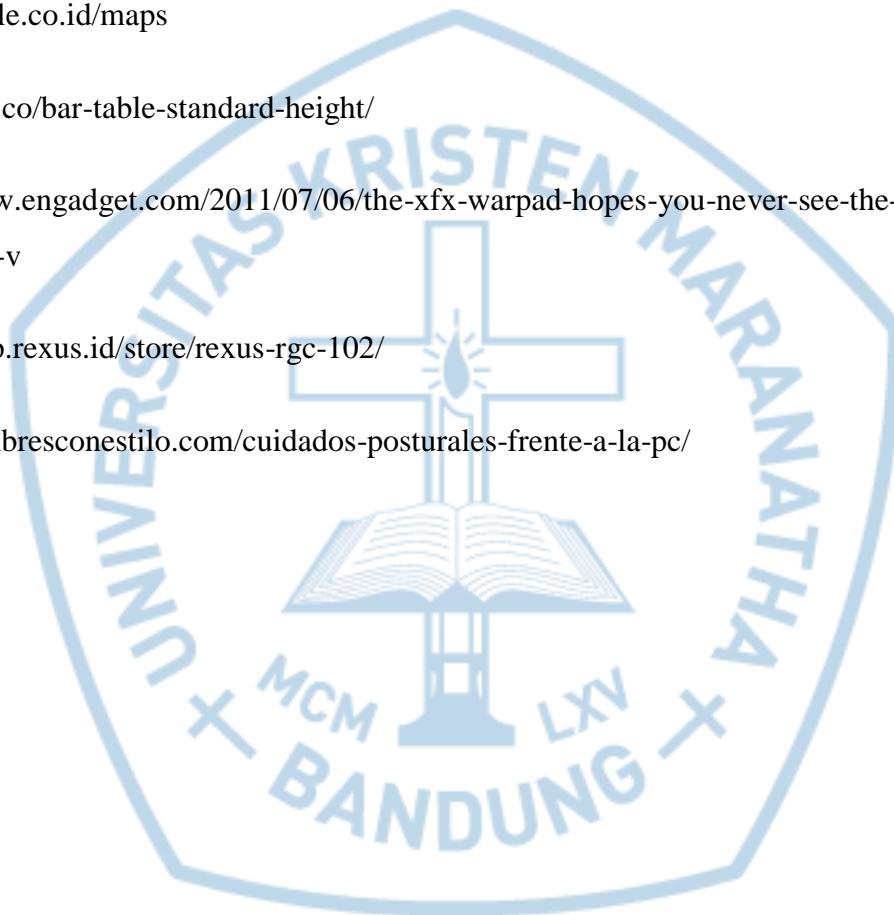 le.co.id/maps
.co/bar-table-standard-height/
w.engadget.com/2011/07/06/the-xfx-warpad-hopes-you-never-see-the-
-v
o.rexus.id/store/rexus-rgc-102/
bresconestilo.com/cuidados-posturales-frente-a-la-pc/
UNIVERSITAS KRISTEN MARANATHA
MCM LXV
BANDUNG